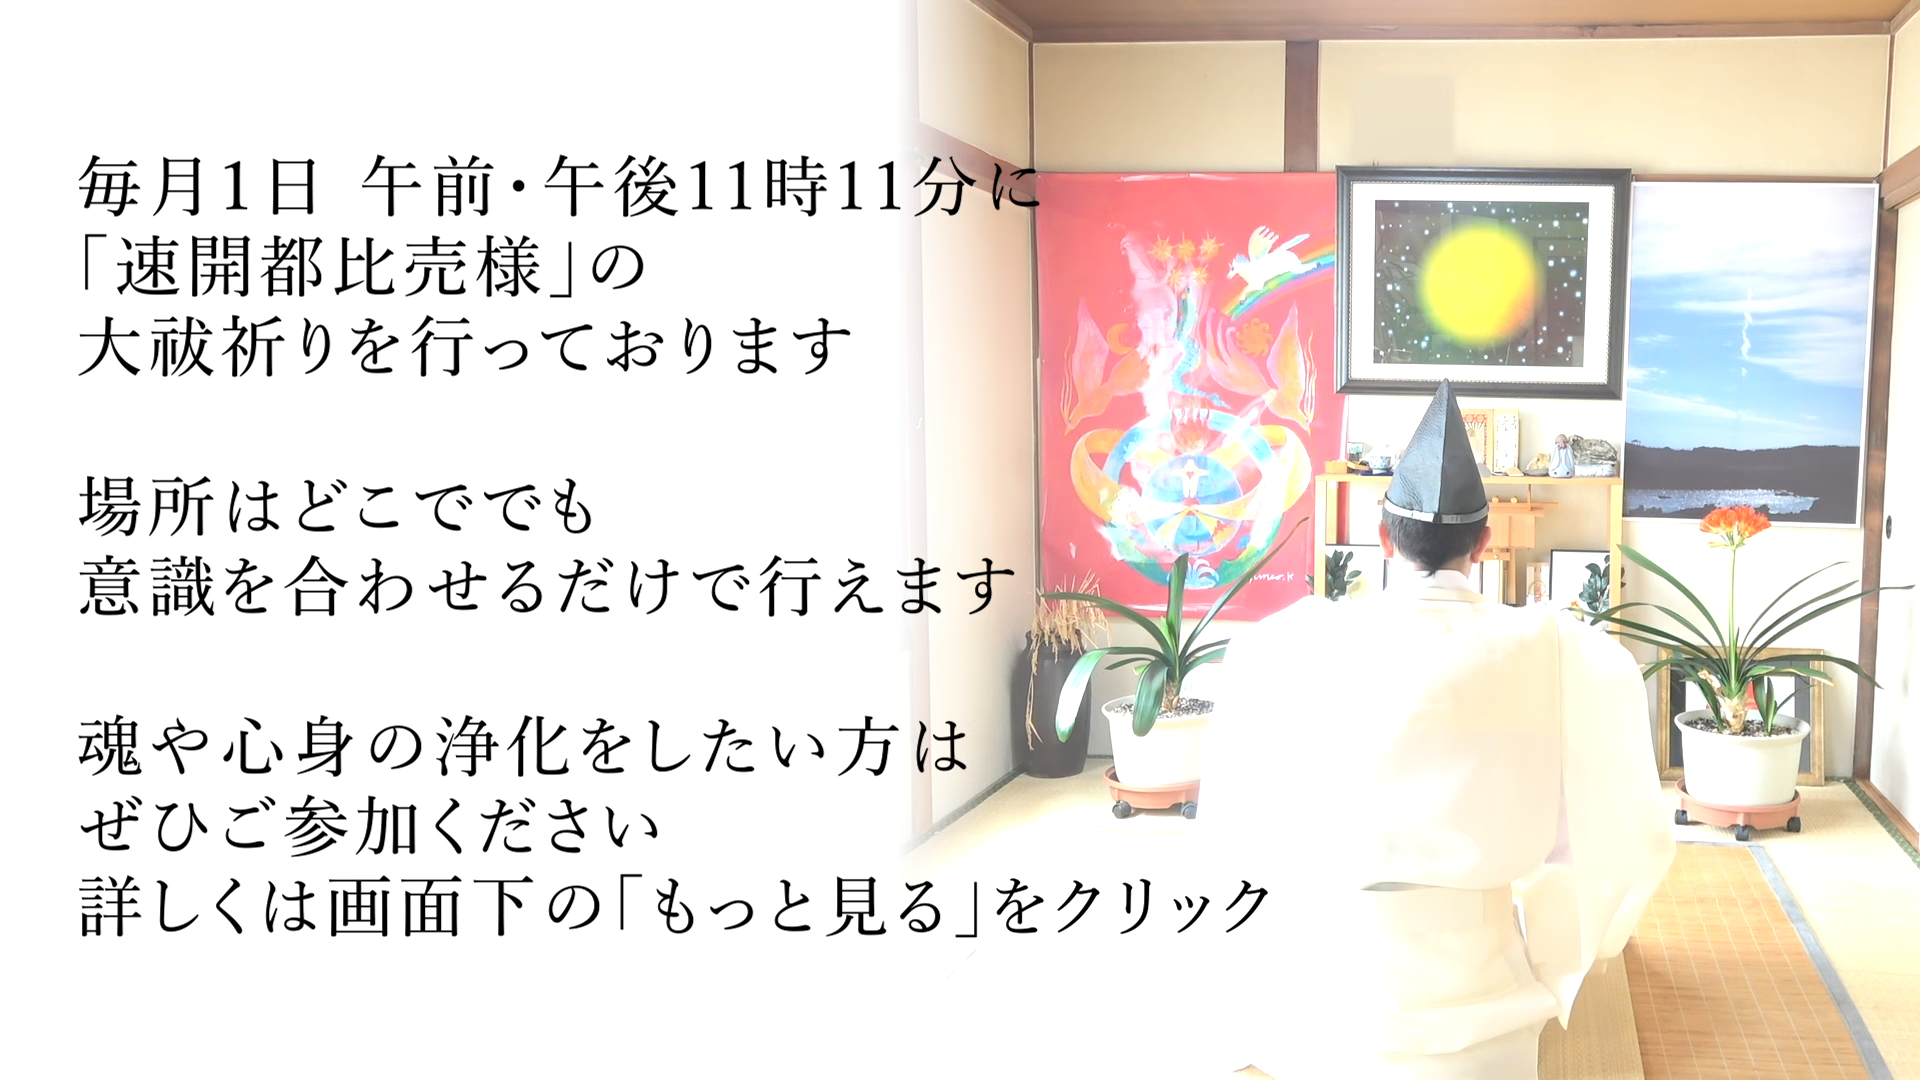 毎月1日 午前・午後11時11分に
「速開都比売様」の
大祓祈りを行っております
場所はどこででも
意識を合わせるだけで行えます
魂や心身の浄化をしたい方は
ぜひご参加ください
詳しくは画面下の「もっと見る」をクリック